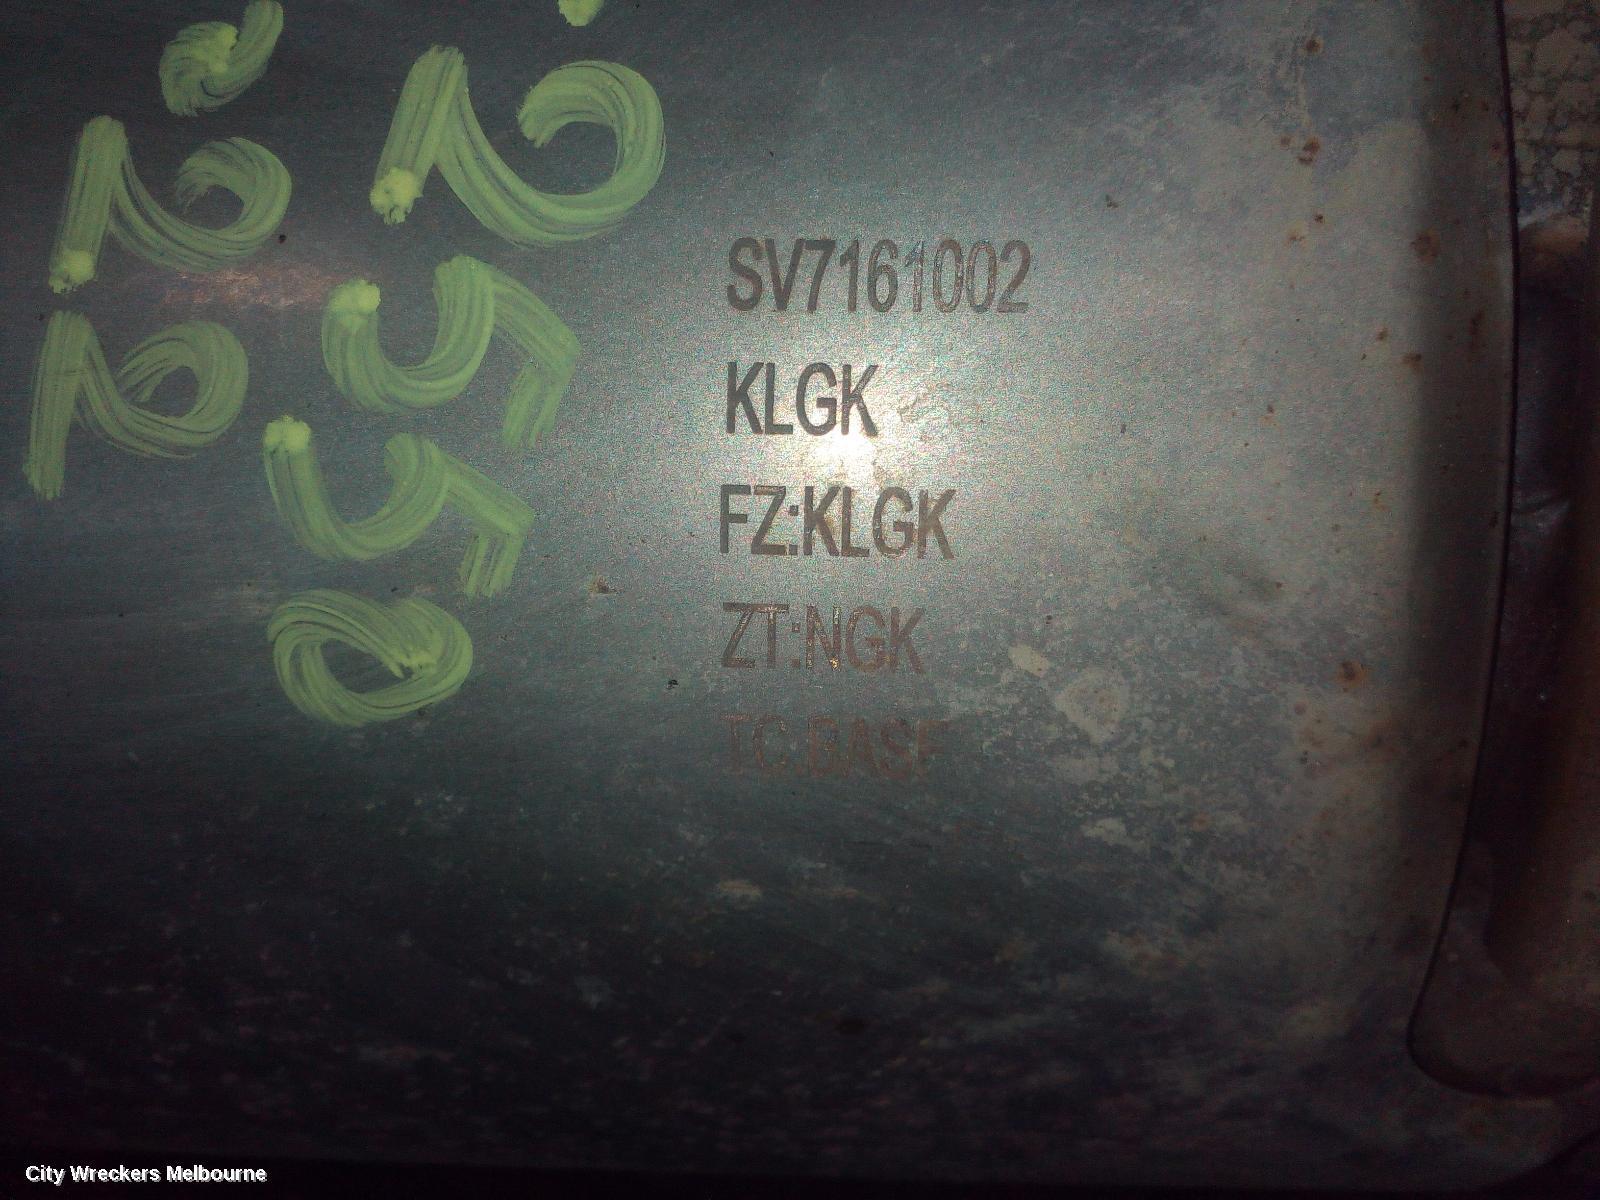 SV7161002
KLGK
FZ:KLGK
ZT:NGK
TC:BASF
City Wreckers Melbourne